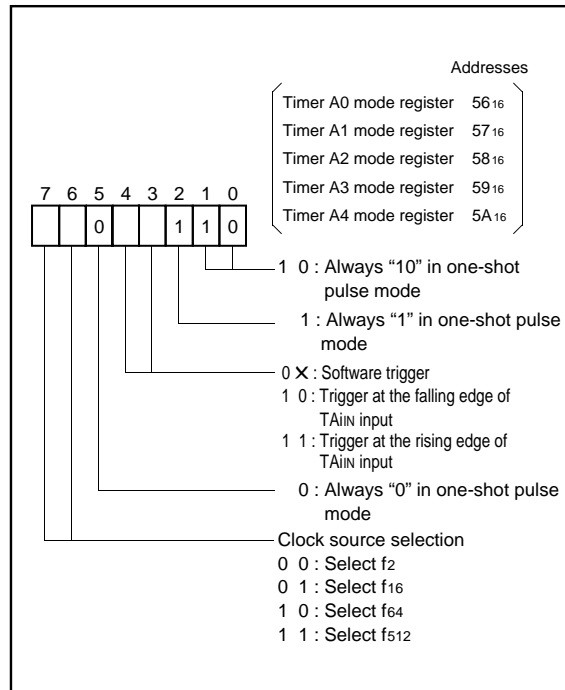 Addresses
Timer A0 mode register 5616
Timer A1 mode register 5716
Timer A2 mode register 5816
Timer A3 mode register 5916
Timer A4 mode register 5A16
7 6 5 4 3 2 1 0
0 1 1 0
1 0 : Always “10” in one-shot
pulse mode
1 : Always “1” in one-shot pulse
mode
0 ✕ : Software trigger
1 0 : Trigger at the falling edge of
TAiIN input
1 1 : Trigger at the rising edge of
TAiIN input
0 : Always “0” in one-shot pulse
mode
Clock source selection
0 0 : Select f2
0 1 : Select f16
1 0 : Select f64
1 1 : Select f512